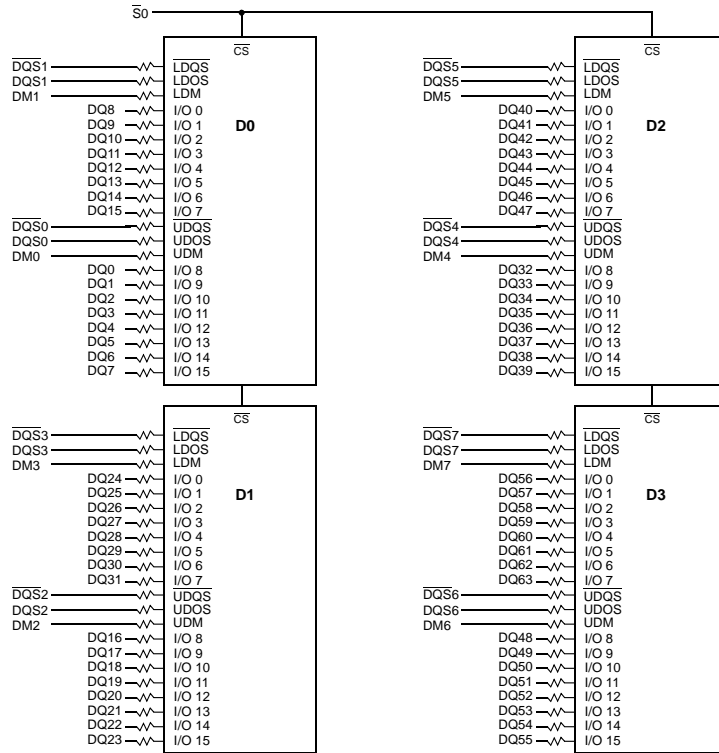 S0
CS
DQS1 LDQS
DQS1 LDOS
DM1 LDM
DQ8 I/O 0
DQ9 I/O 1
DQ10 I/O 2
DQ11 I/O 3
DQ12 I/O 4
DQ13 I/O 5
DQ14 I/O 6
DQ15 I/O 7
D0
DQS0 UDQS
DQS0 UDOS
DM0 UDM
DQ0 I/O 8
DQ1 I/O 9
DQ2 I/O 10
DQ3 I/O 11
DQ4 I/O 12
DQ5 I/O 13
DQ6 I/O 14
DQ7 I/O 15
CS
DQS5 LDQS
DQS5 LDOS
DM5 LDM
DQ40 I/O 0
DQ41 I/O 1
DQ42 I/O 2
DQ43 I/O 3
DQ44 I/O 4
DQ45 I/O 5
DQ46 I/O 6
DQ47 I/O 7
D2
DQS4 UDQS
DQS4 UDOS
DM4 UDM
DQ32 I/O 8
DQ33 I/O 9
DQ34 I/O 10
DQ35 I/O 11
DQ36 I/O 12
DQ37 I/O 13
DQ38 I/O 14
DQ39 I/O 15
CS
DQS3 LDQS
DQS3 LDOS
DM3 LDM
DQ24 I/O 0
DQ25 I/O 1
DQ26 I/O 2
DQ27 I/O 3
DQ28 I/O 4
DQ29 I/O 5
DQ30 I/O 6
DQ31 I/O 7
D1
DQS2 UDQS
DQS2 UDOS
DM2 UDM
DQ16 I/O 8
DQ17 I/O 9
DQ18 I/O 10
DQ19 I/O 11
DQ20 I/O 12
DQ21 I/O 13
DQ22 I/O 14
DQ23 I/O 15
CS
DQS7 LDQS
DQS7 LDOS
DM7 LDM
DQ56 I/O 0
DQ57 I/O 1
DQ58 I/O 2
DQ59 I/O 3
DQ60 I/O 4
DQ61 I/O 5
DQ62 I/O 6
DQ63 I/O 7
D3
DQS6 UDQS
DQS6 UDOS
DM6 UDM
DQ48 I/O 8
DQ49 I/O 9
DQ50 I/O 10
DQ51 I/O 11
DQ52 I/O 12
DQ53 I/O 13
DQ54 I/O 14
DQ55 I/O 15